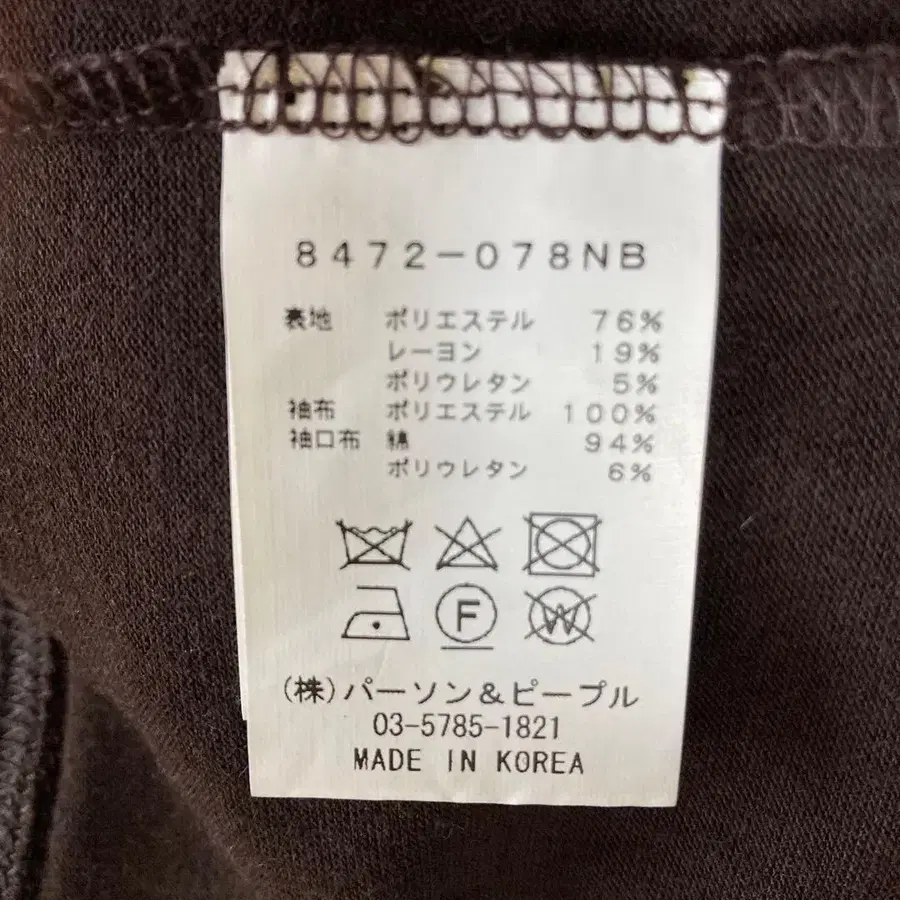 8472-078NB
表地 ポリエステル 76%
レーヨン 19%
ポリウレタン 5%
袖布 ポリエステル 100%
袖口布 綿 94%
ポリウレタン 6%
F W
(株)パーソン&ピープル
03-5785-1821
MADE IN KOREA